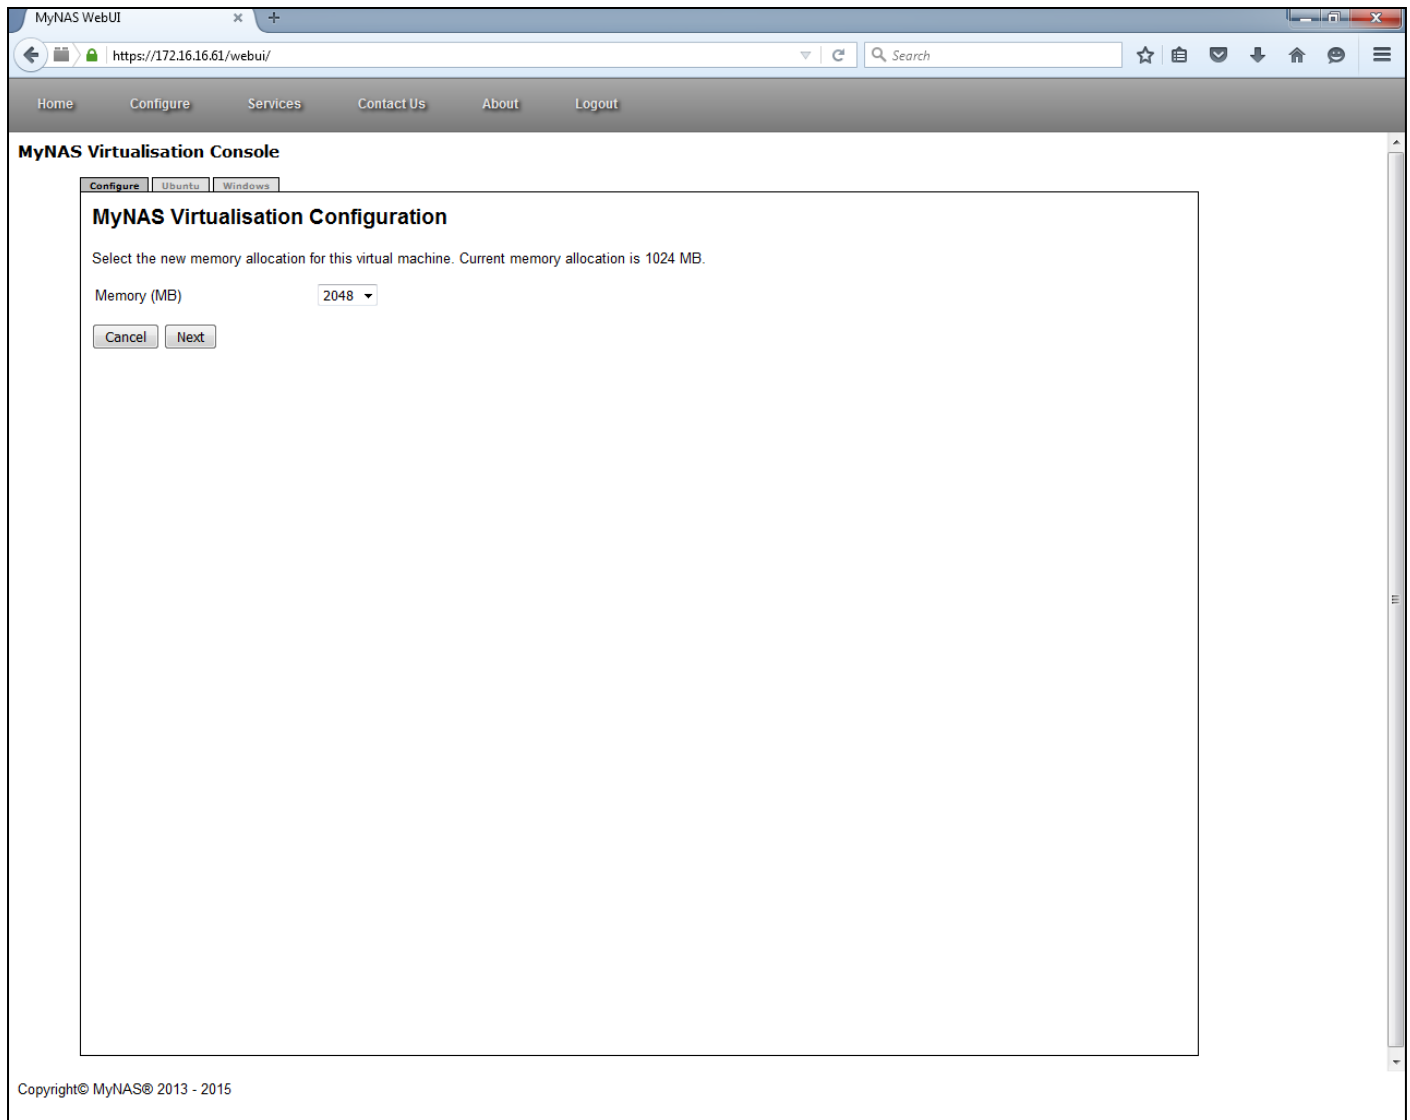 MyNAS WebUI
https://172.16.16.61/webui/
Search
Home Configure Services Contact Us About Logout
MyNAS Virtualisation Console
Configure Ubuntu Windows
MyNAS Virtualisation Configuration
Select the new memory allocation for this virtual machine. Current memory allocation is 1024 MB.
Memory (MB) 2048
Cancel Next
Copyright© MyNAS® 2013 - 2015